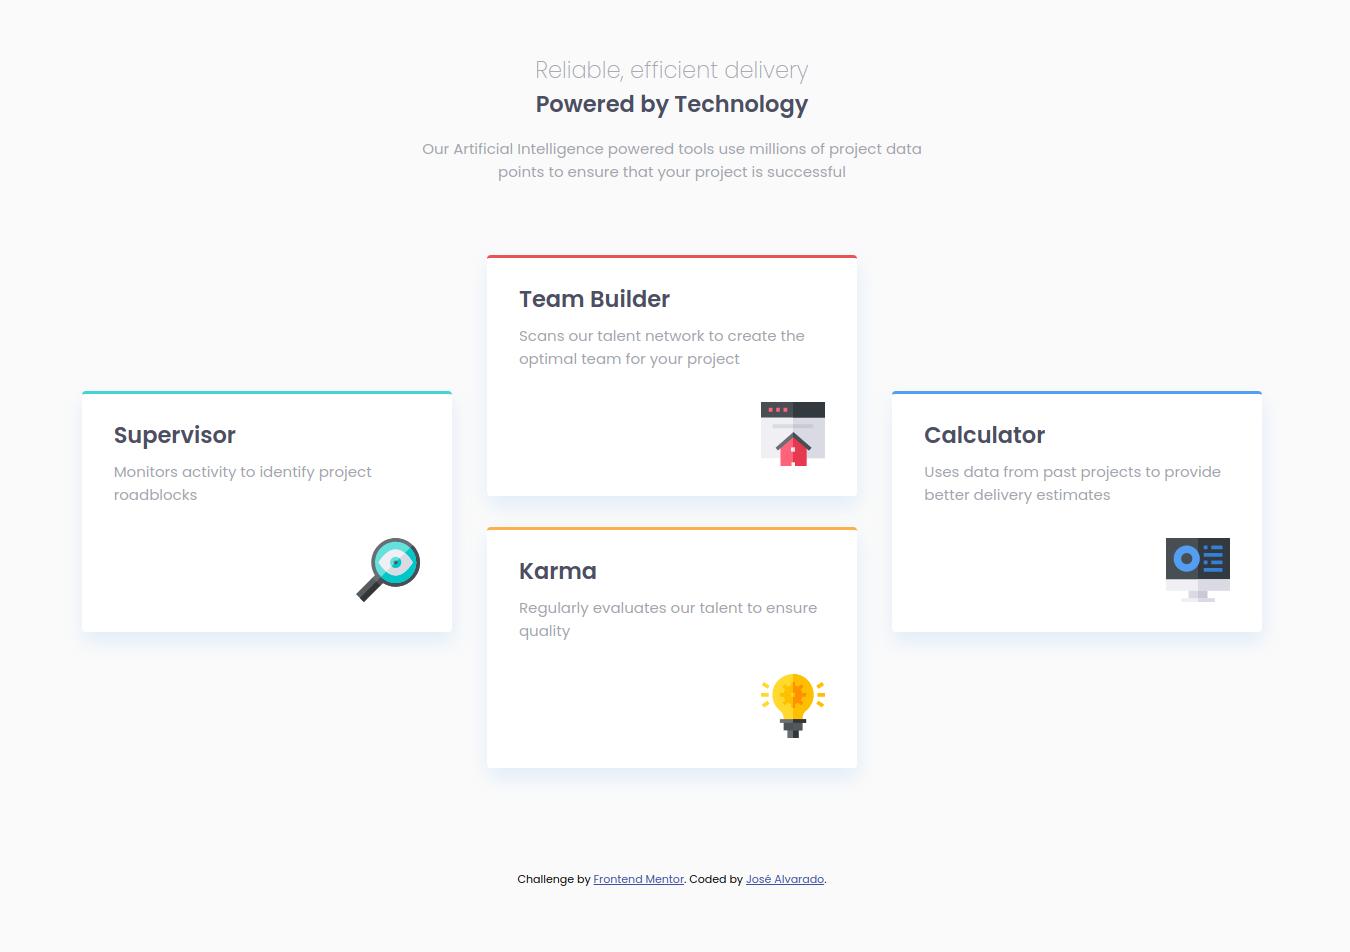 Reliable, efficient delivery
Powered by Technology
Our Artificial Intelligence powered tools use millions of project data
points to ensure that your project is successful
Supervisor
Monitors activity to identify project
roadblocks
Team Builder
Scans our talent network to create the
optimal team for your project
Karma
Regularly evaluates our talent to ensure
quality
Calculator
Uses data from past projects to provide
better delivery estimates
Challenge by Frontend Mentor. Coded by José Alvarado.